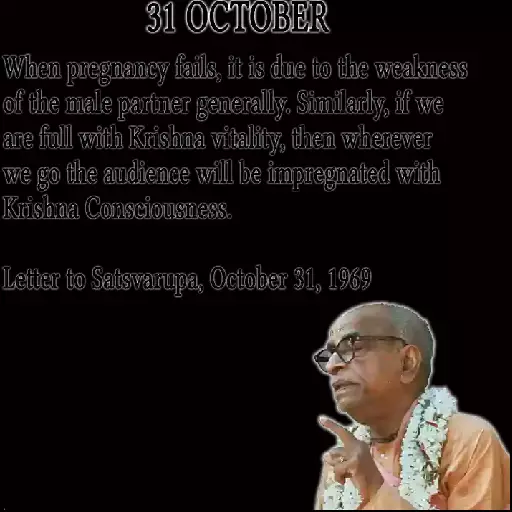 31 OCTOBER
When pregnancy fails, it is due to the weakness
of the male partner generally. Similarly, if we
are full with Krishna vitality, then wherever
we go the audience will be impregnated with
Krishna Consciousness.
Letter to Satsvarupa, October 31, 1969